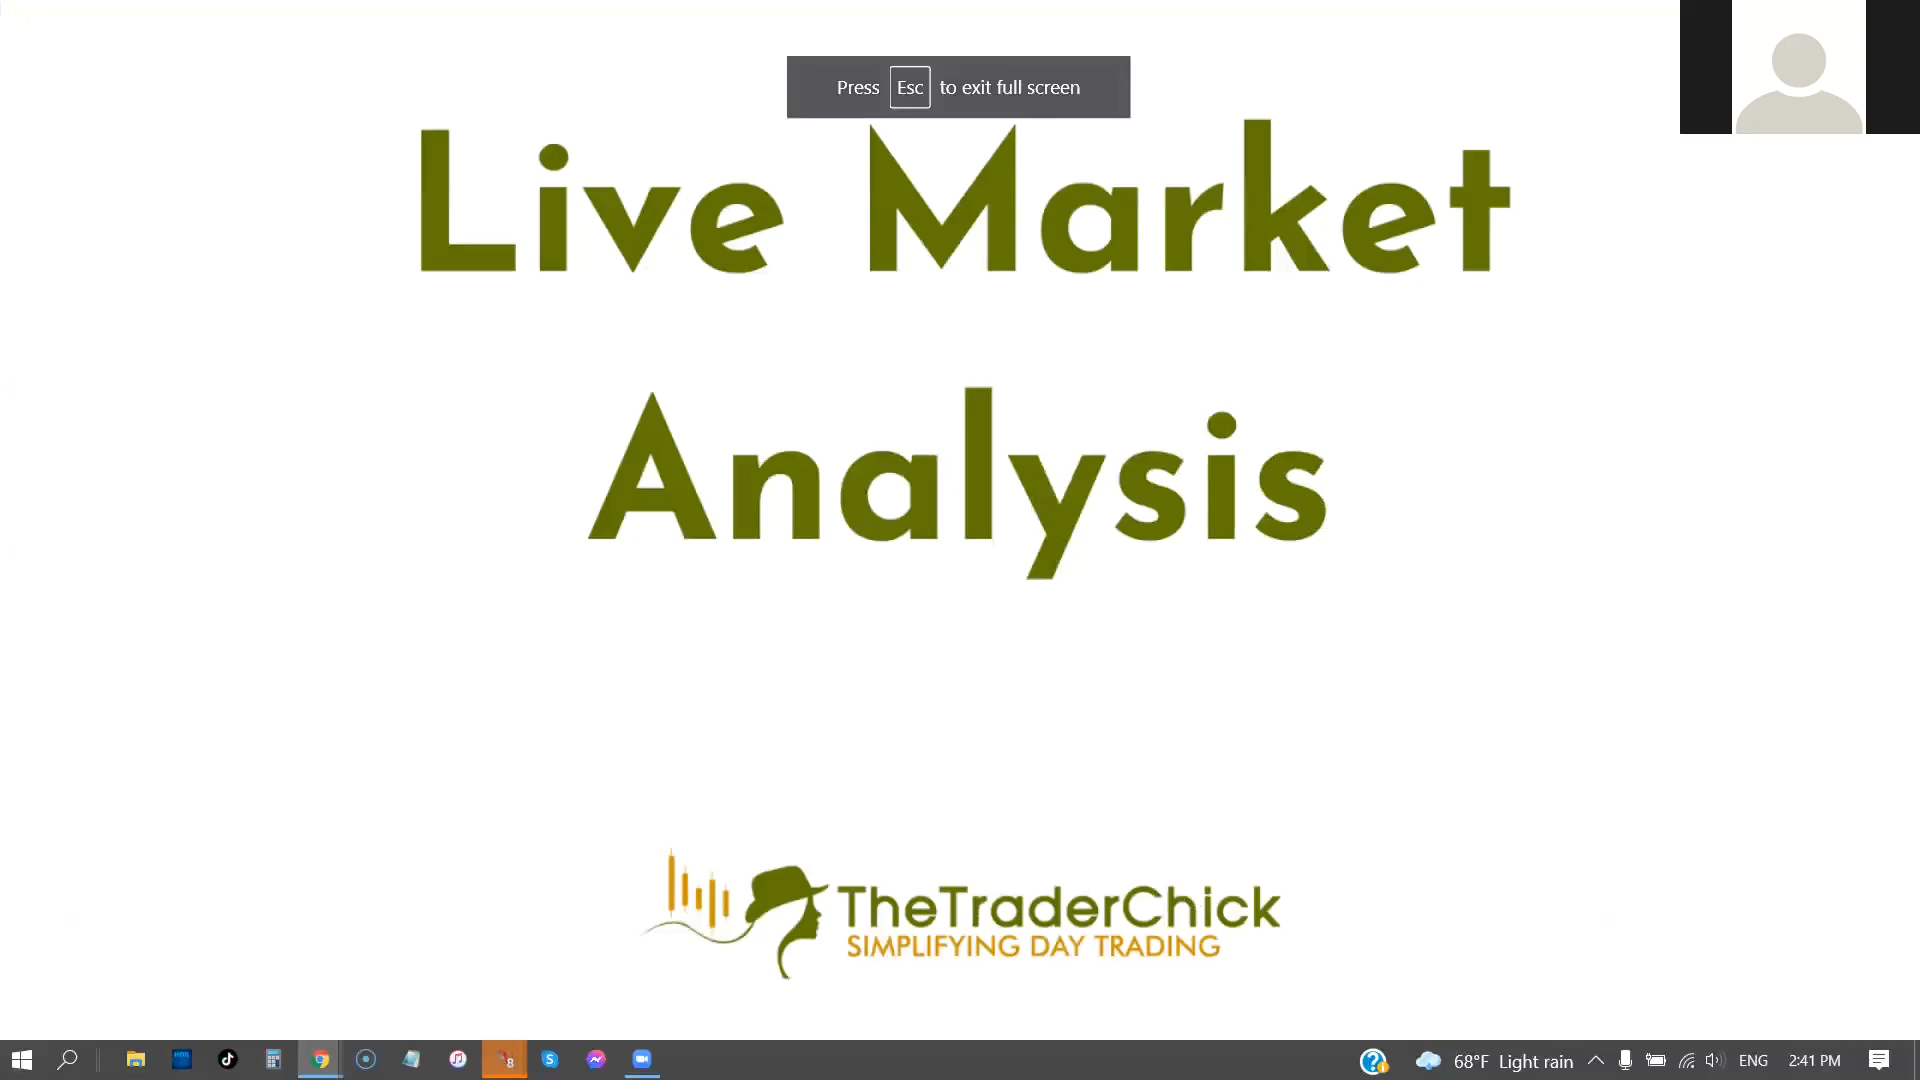 Press Esc to exit full screen
Live Market
Analysis
TheTraderChick
SIMPLIFYING DAY TRADING
8
68°F Light rain
ENG
2:41 PM